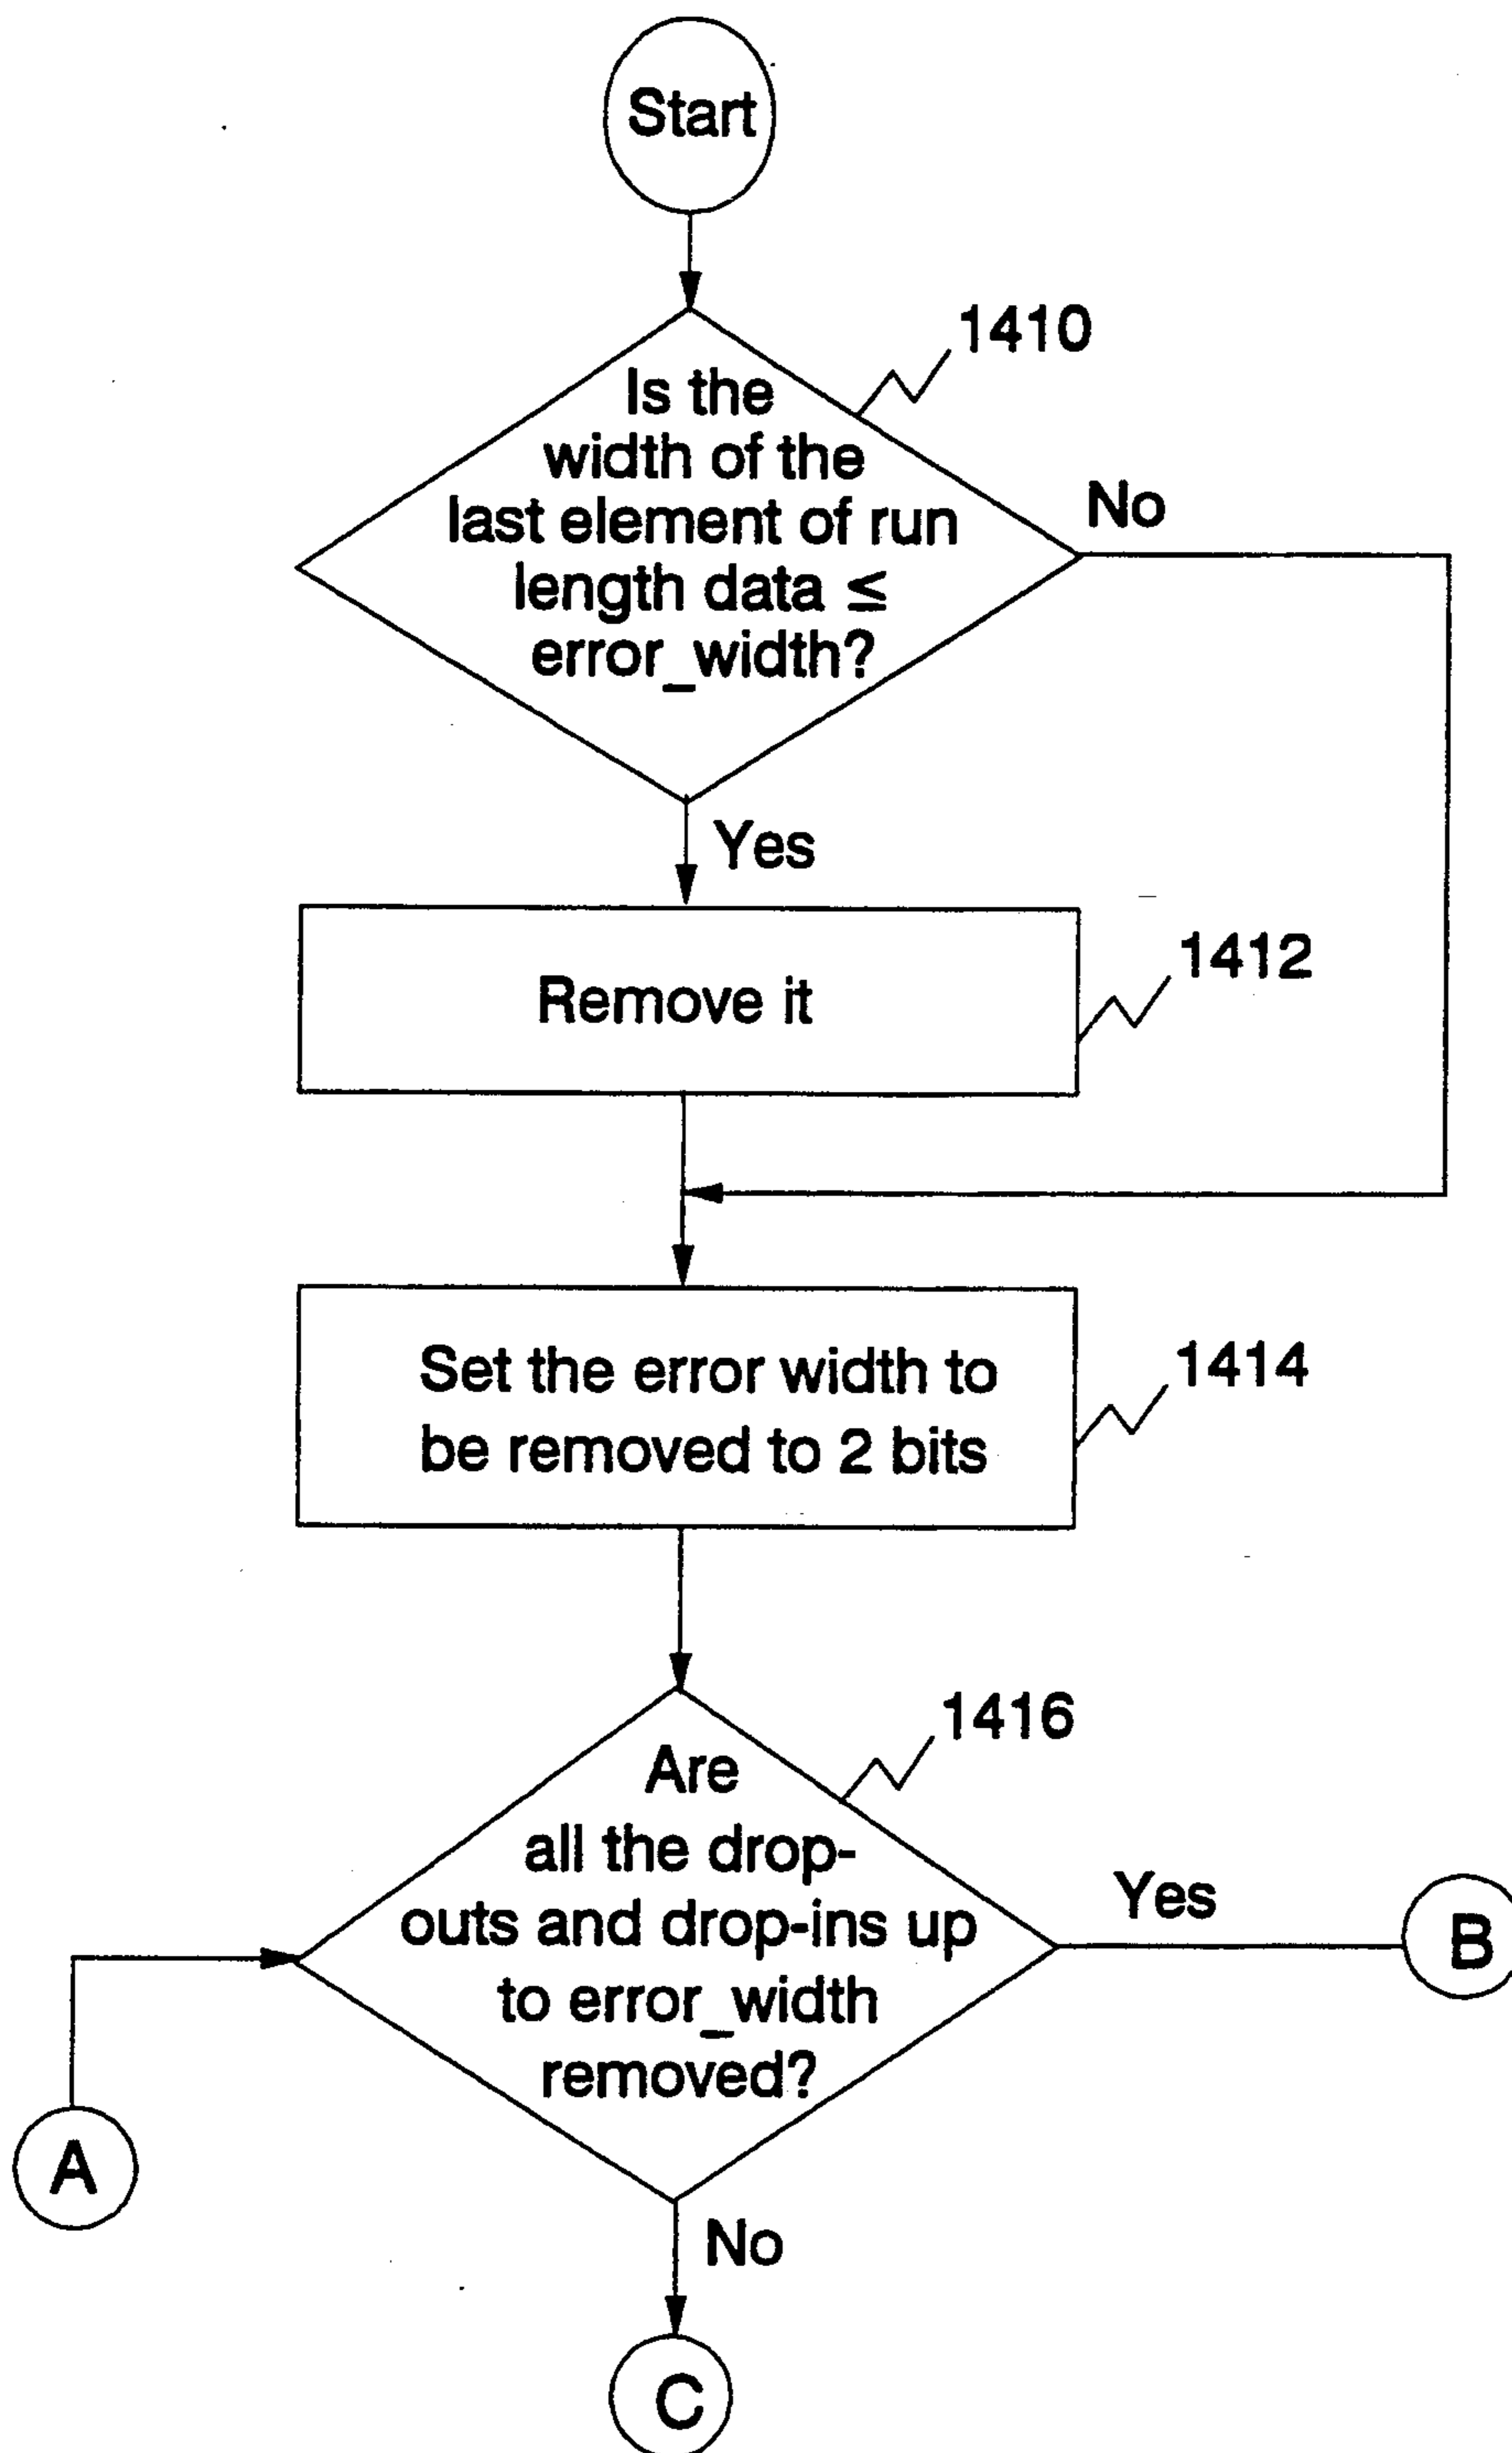 Start
1410
Is the
width of the
last element of run
length data ≦
error_width?
No
Yes
Remove it
1412
Set the error width to
be removed to 2 bits
1414
1416
Are
all the drop-
outs and drop-ins up
to error_width
removed?
Yes
B
A
No
C